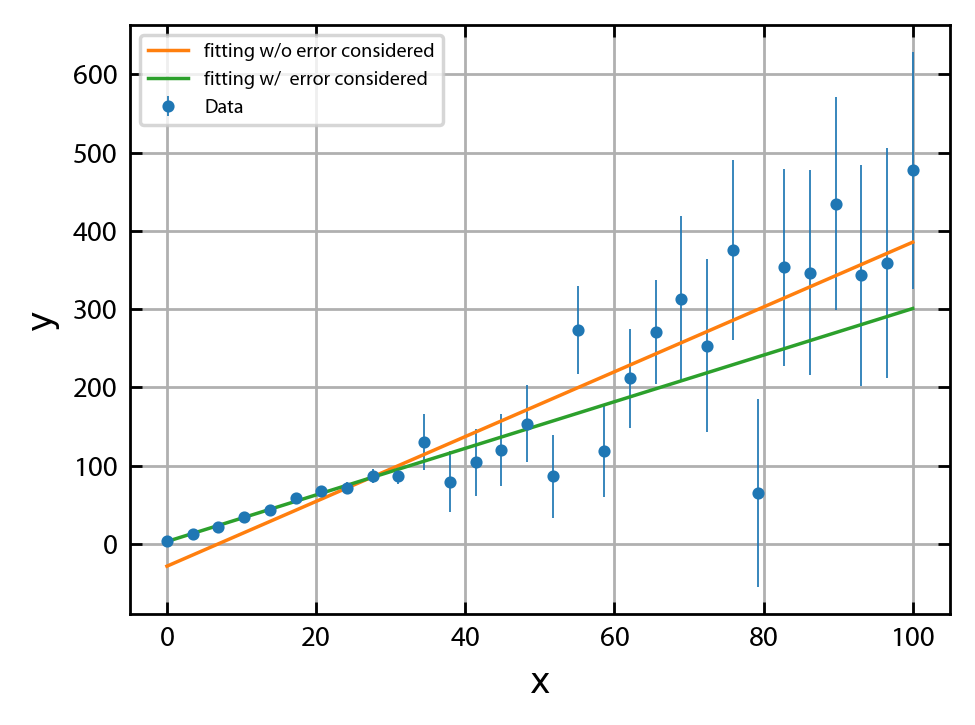 fitting w/o error considered
fitting w/  error considered
Data
600
500
400
300
200
100
0
y
0 20 40 60 80 100
x